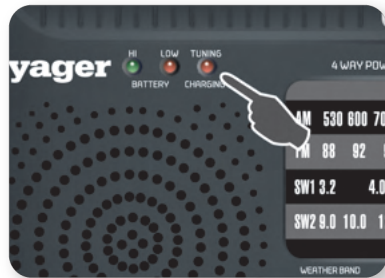 HI LOW TUNING
yager 4 WAY POW
BATTERY CHARGING
AM 530 600 70
FM 88 92
SW1 3.2 4.0
SW2 9.0 10.0 1
WEATHER BAND